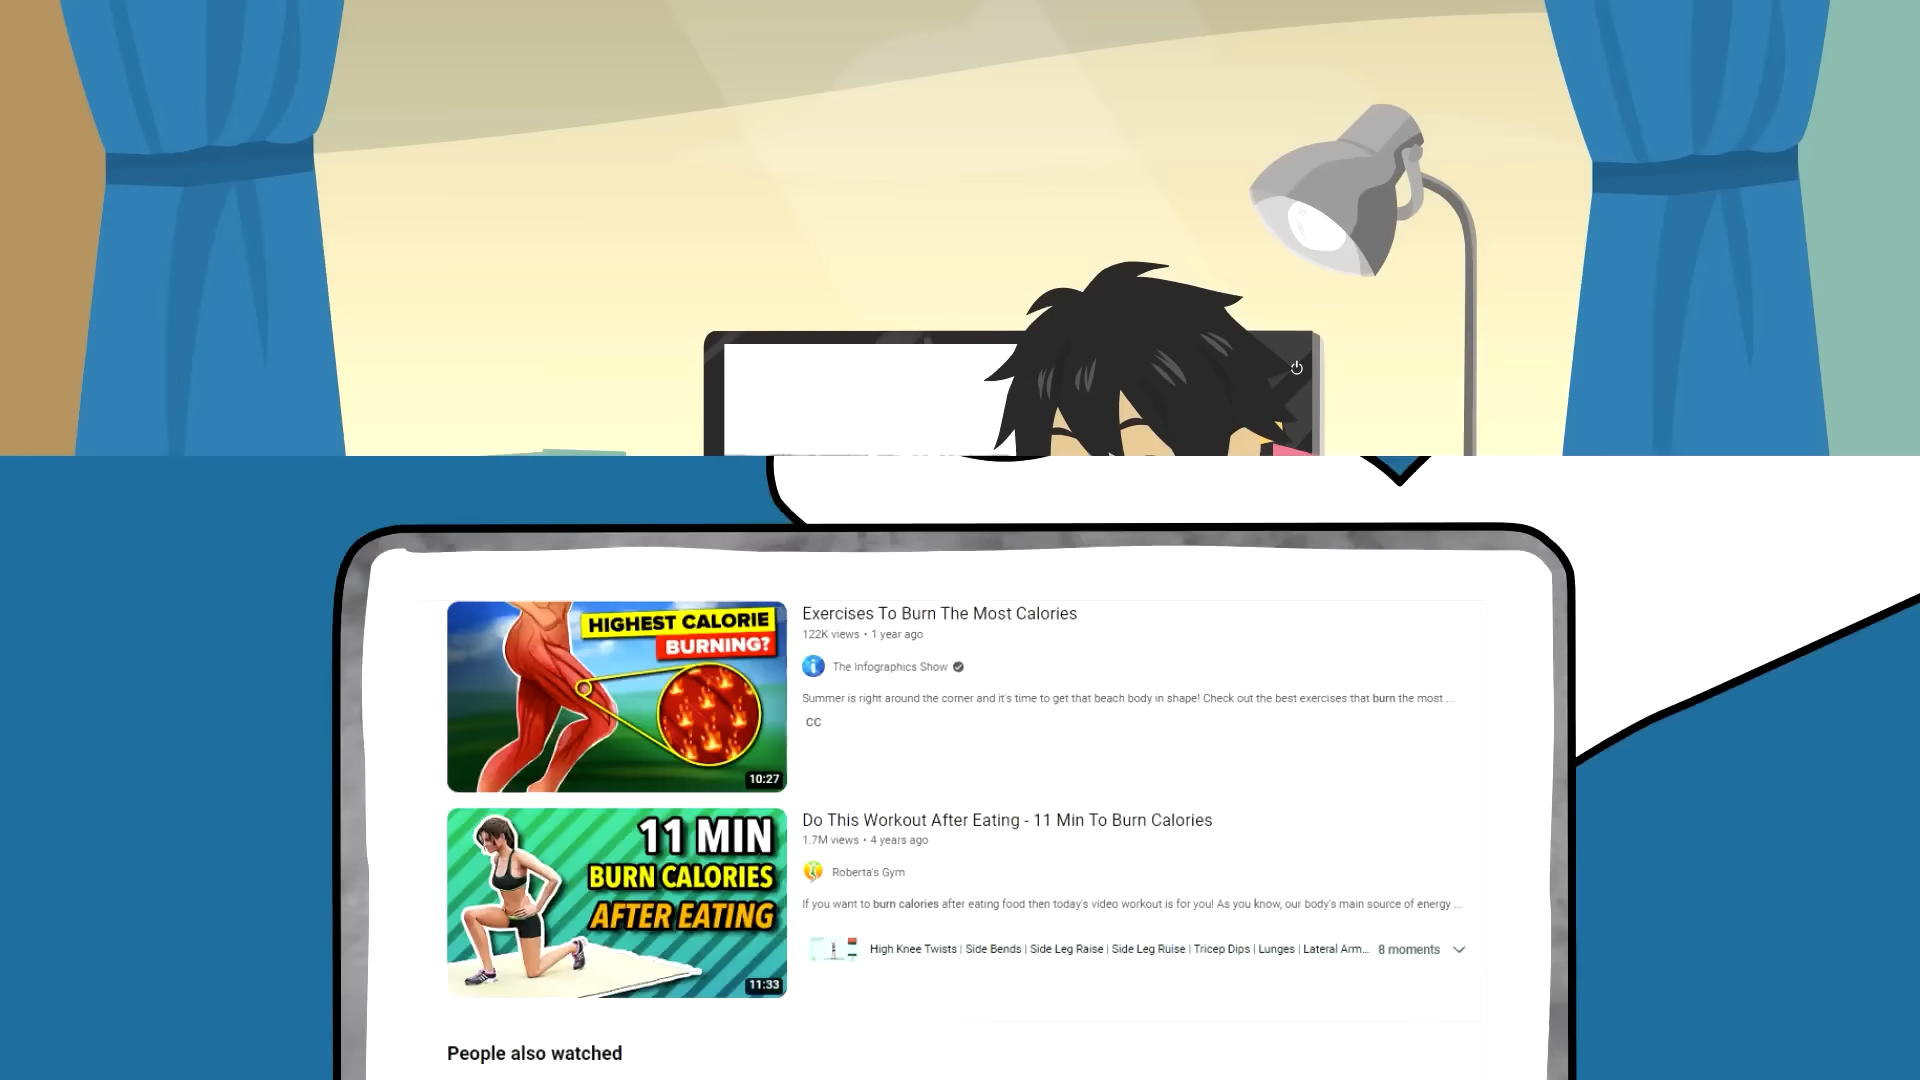 HIGHEST CALORIE
BURNING?
10:27
Exercises To Burn The Most Calories
122K views • 1 year ago
The Infographics Show
Summer is right around the corner and it's time to get that beach body in shape! Check out the best exercises that burn the most ...
CC
11 MIN
BURN CALORIES
AFTER EATING
11:33
Do This Workout After Eating - 11 Min To Burn Calories
1.7M views • 4 years ago
Roberta's Gym
If you want to burn calories after eating food then today's video workout is for you! As you know, our body's main source of energy ...
High Knee Twists | Side Bends | Side Leg Raise | Side Leg Ruise | Tricep Dips | Lunges | Lateral Arm... 8 moments
People also watched